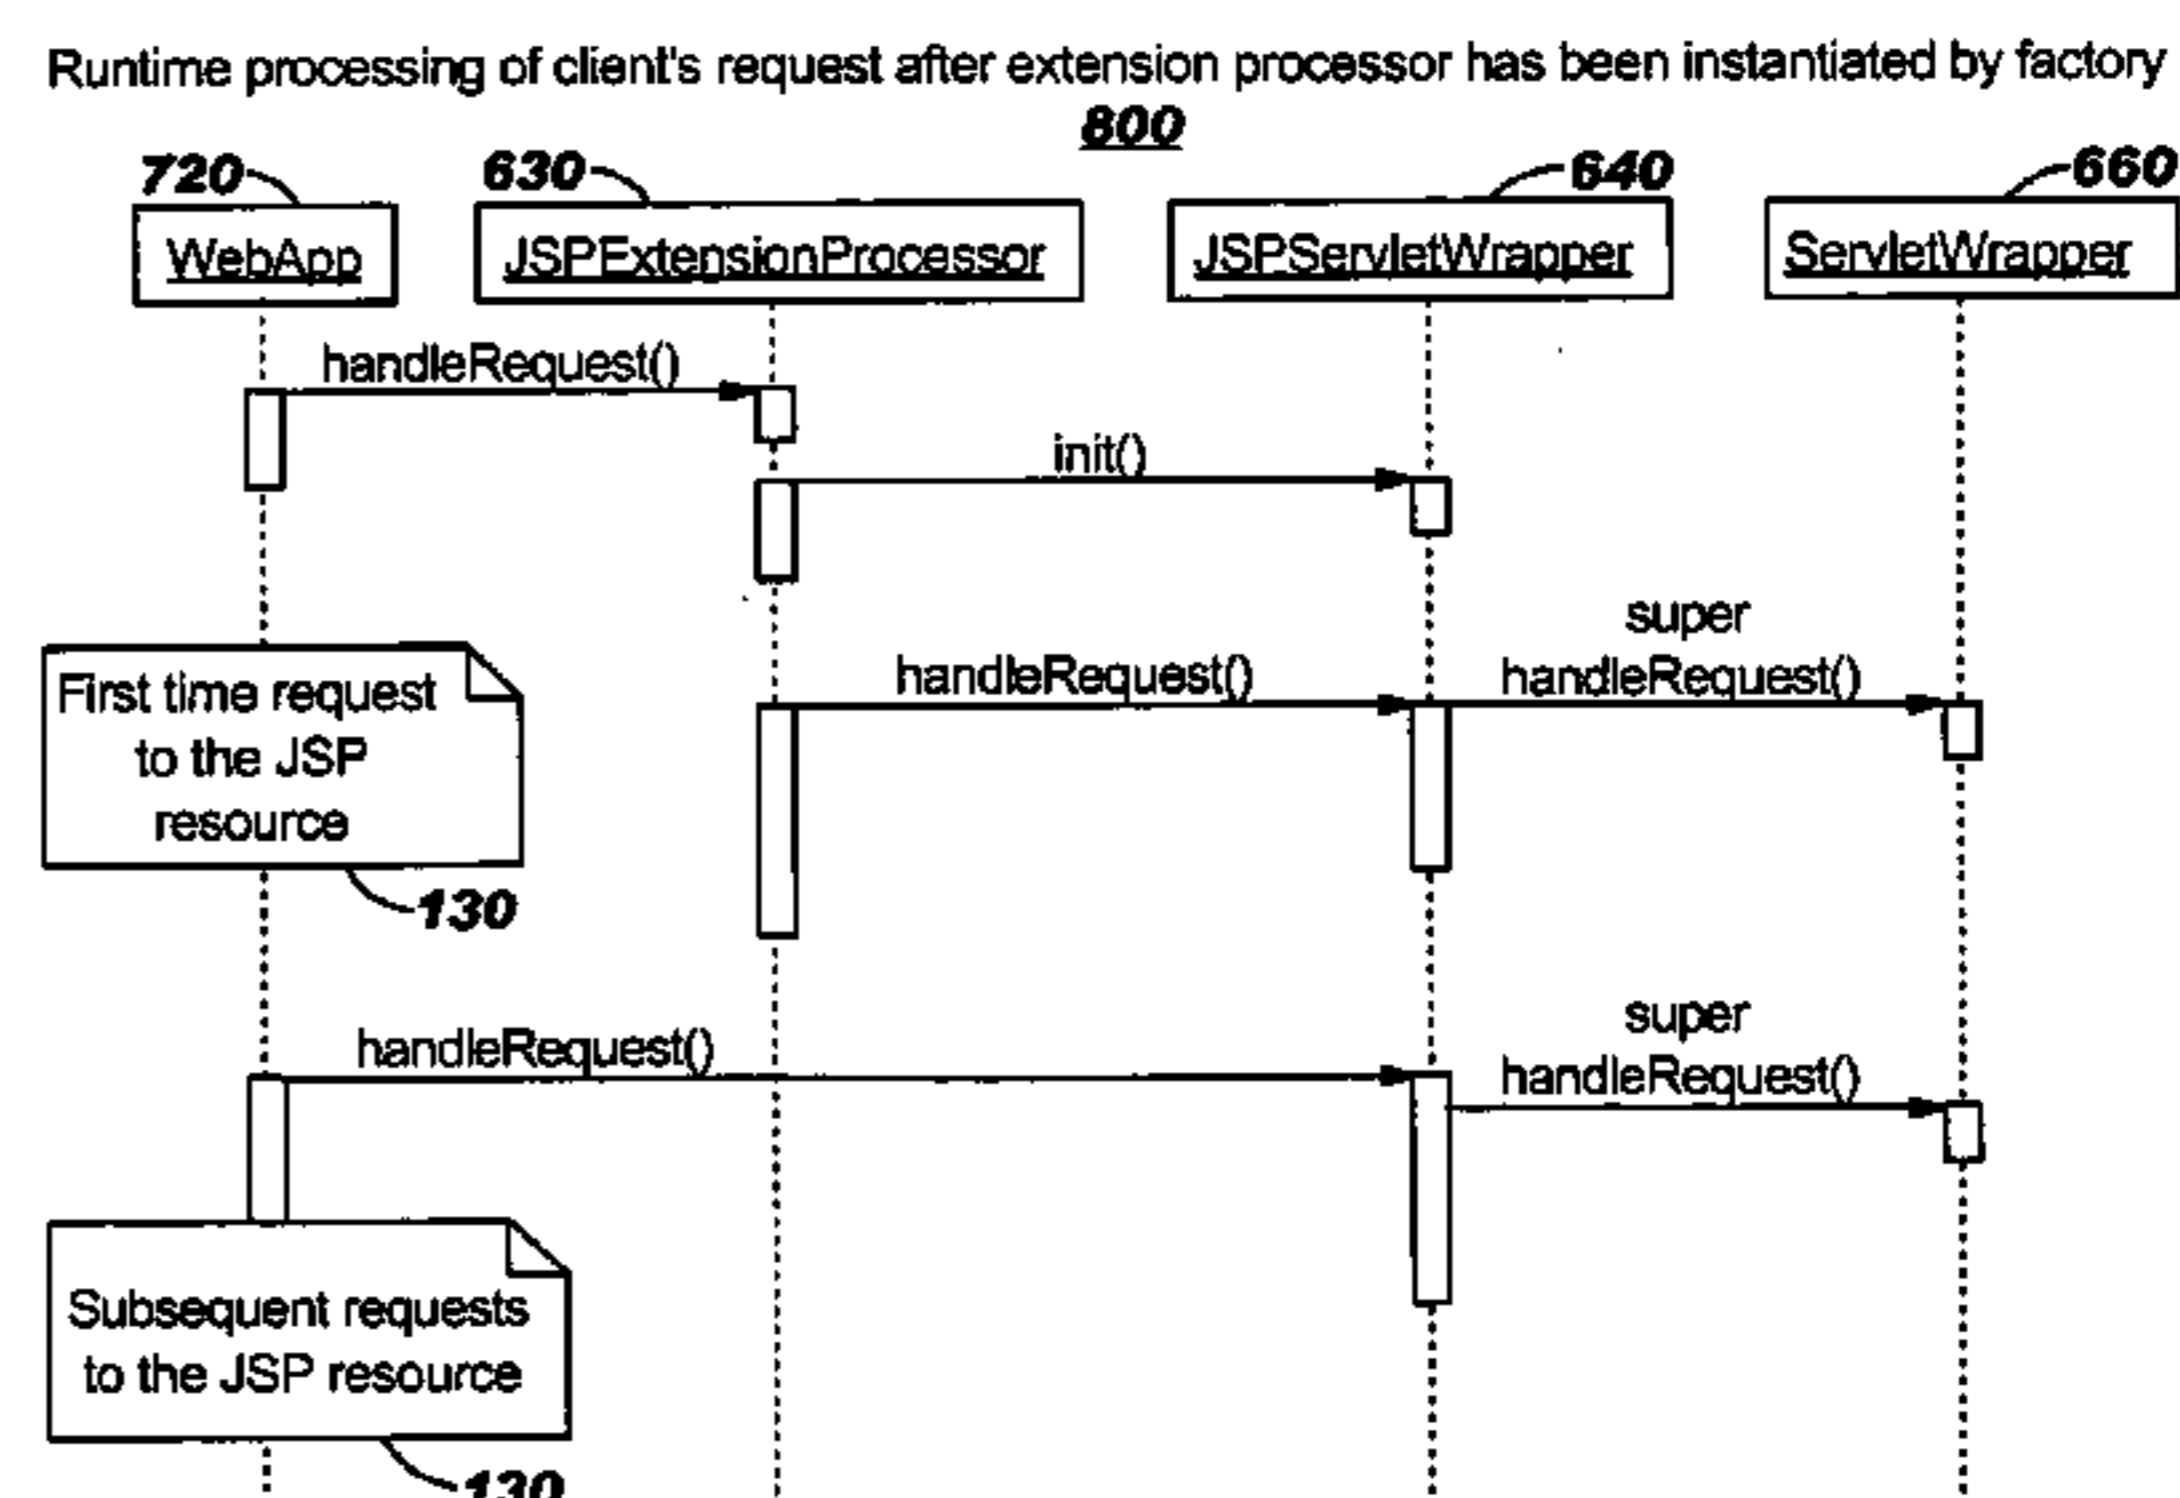 Runtime processing of client's request after extension processor has been instantiated by factory
800
720
630
640
660
WebApp
JSPExtensionProcessor
JSPServletWrapper
ServletWrapper
handleRequest()
init()
super
handleRequest()
handleRequest()
First time request
to the JSP
resource
130
super
handleRequest()
handleRequest()
Subsequent requests
to the JSP resource
130